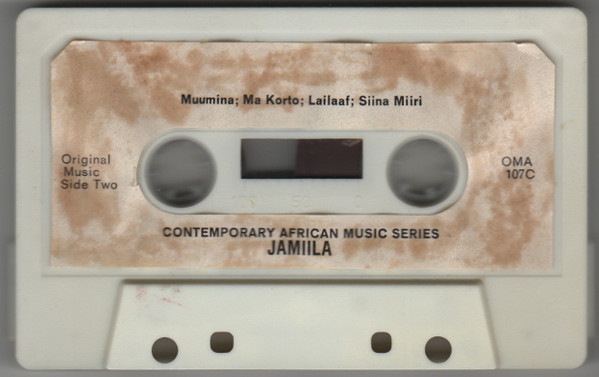 Muumina; Ma Korto; Lailaaf; Siina Miiri
Original
Music
Side Two
OMA
107C
CONTEMPORARY AFRICAN MUSIC SERIES
JAMIILA